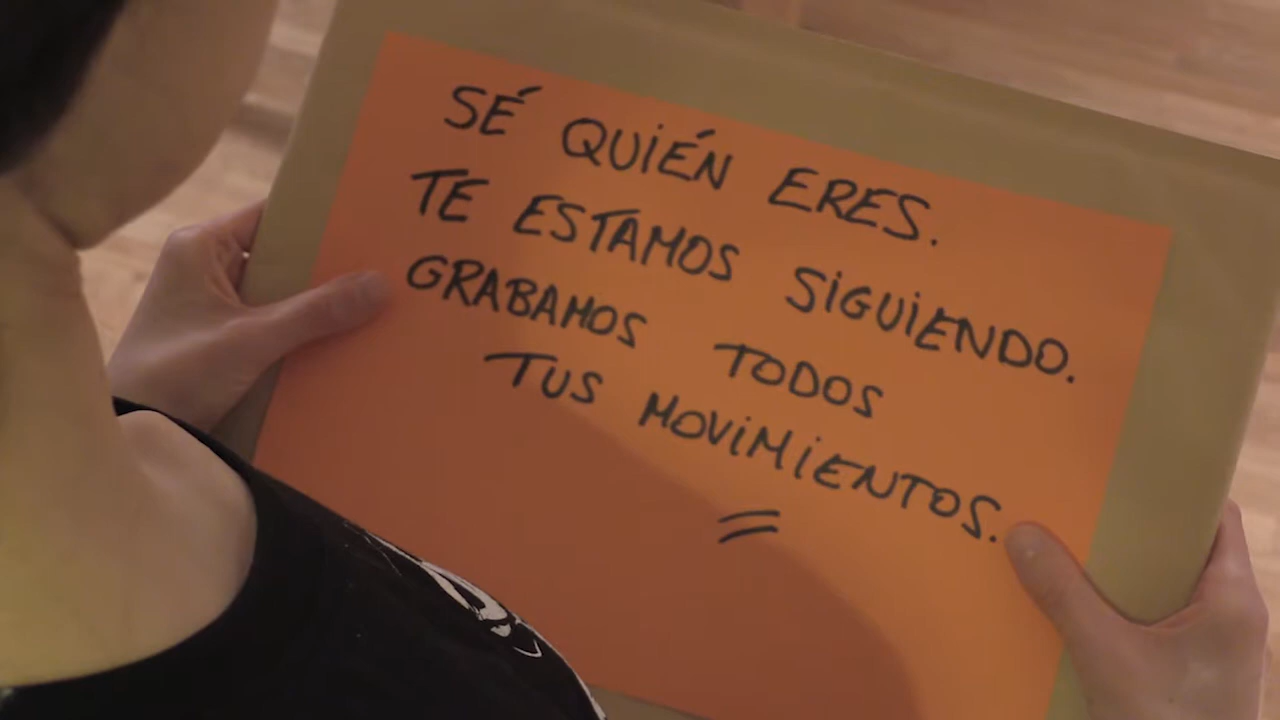 SÉ QUIÉN ERES.
TE ESTAMOS SIGUIENDO.
GRABAMOS TODOS
TUS MOVIMIENTOS.